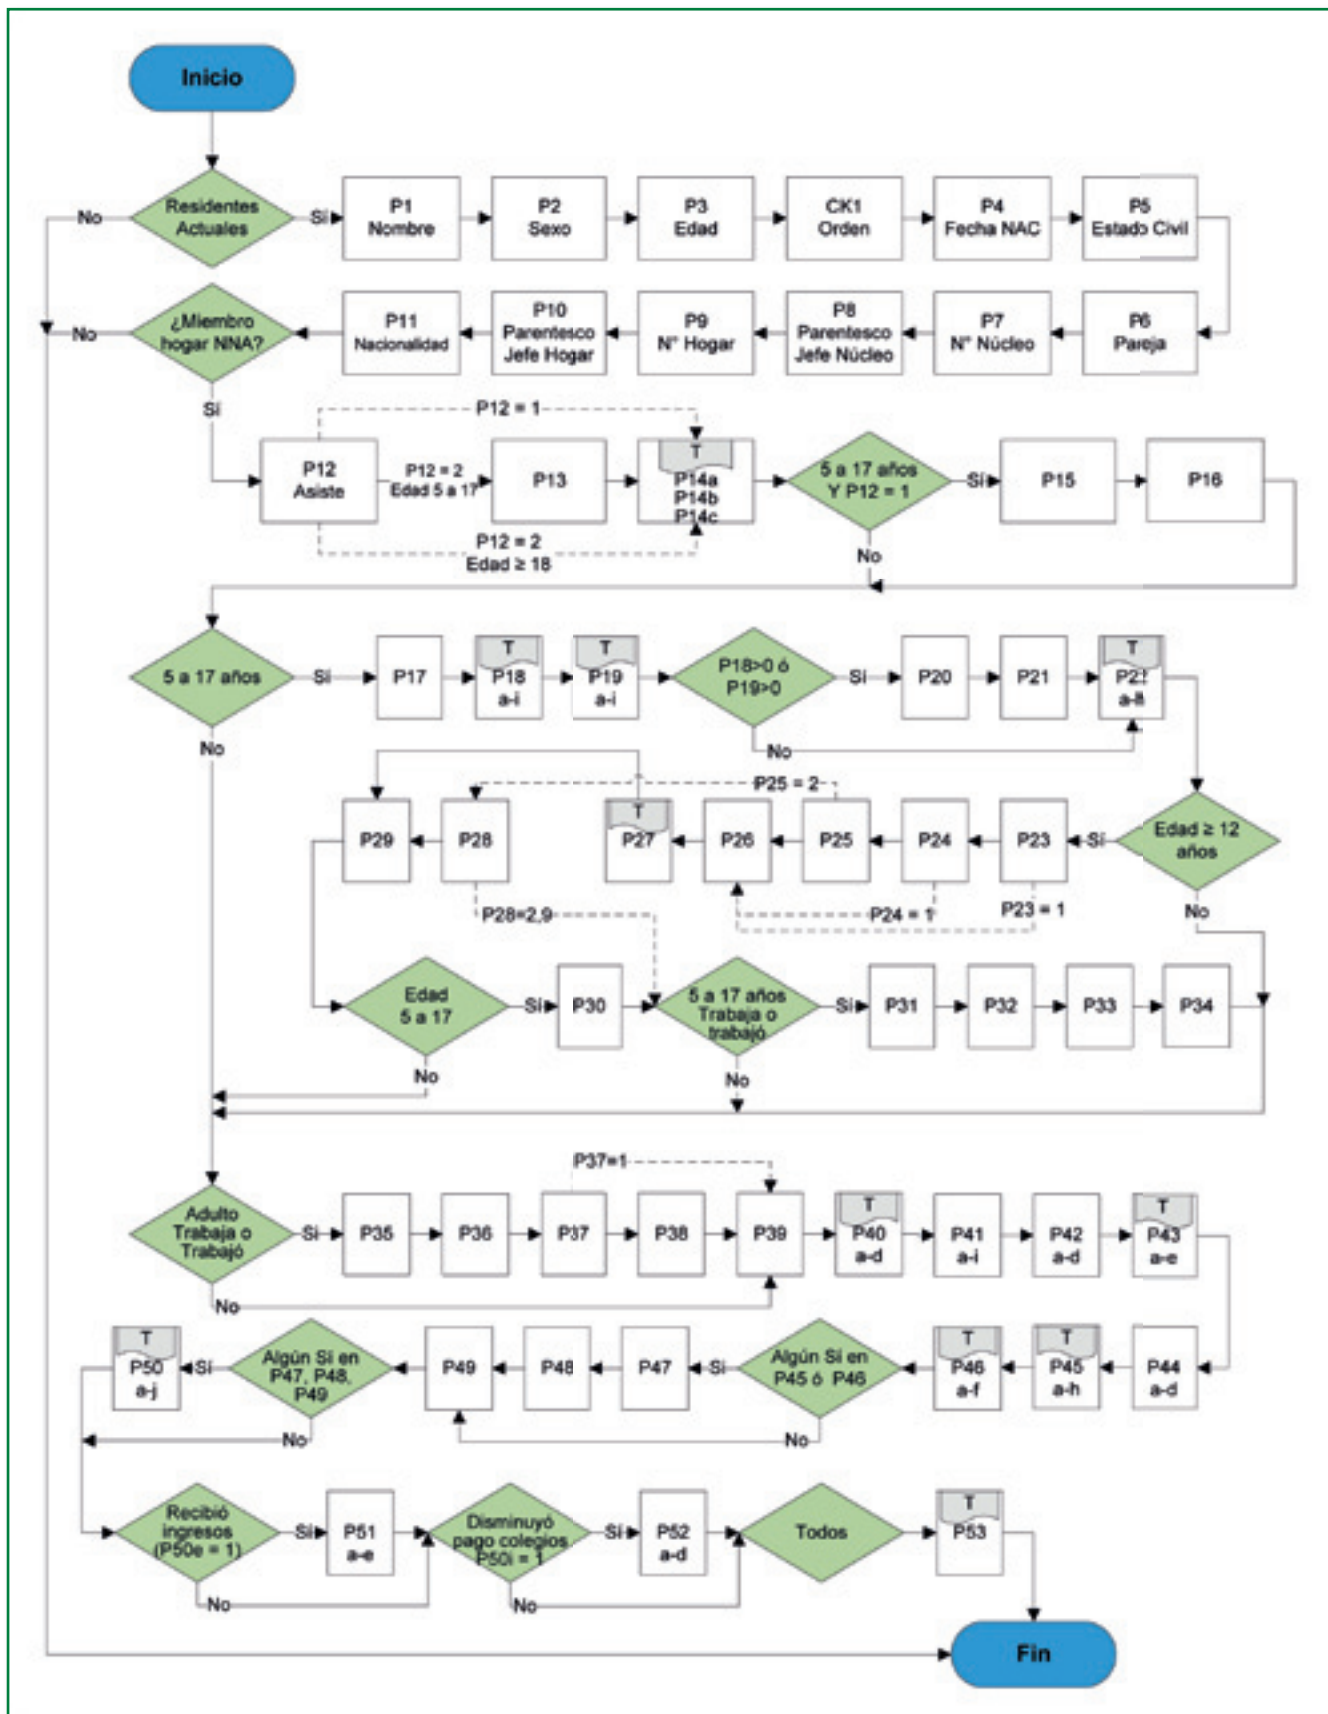 Inicio
Residentes
Actuales
No
Sí
P1
Nombre
P2
Sexo
P3
Edad
CK1
Orden
P4
Fecha NAC
P5
Estado Civil
¿Miembro
hogar NNA?
No
Sí
P11
Nacionalidad
P10
Parentesco
Jefe Hogar
P9
N° Hogar
P8
Parentesco
Jefe Núcleo
P7
N° Núcleo
P6
Pareja
P12 = 1
P12
Asiste
P12 = 2
Edad 5 a 17
P13
T
P14a
P14b
P14c
P12 = 2
Edad ≥ 18
5 a 17 años
Y P12 = 1
Sí
No
P15
P16
5 a 17 años
Sí
No
P17
T
P18
a-i
T
P19
a-i
P18>0 ó
P19>0
Sí
No
P20
P21
T
a-h
P25 = 2
P29
P28
T
P27
P26
P25
P24
P23
Sí
Edad ≥ 12
años
No
P28=2,9
P24 = 1
P23 = 1
Edad
5 a 17
Sí
No
P30
5 a 17 años
Trabaja o
trabajó
Sí
No
P31
P32
P33
P34
P37=1
Adulto
Trabaja o
Trabajó
Sí
No
P35
P36
P37
P38
P39
T
P40
a-d
P41
a-i
P42
a-d
T
P43
a-e
T
P50
a-j
Sí
Algún Sí en
P47, P48,
P49
No
P49
P48
P47
Sí
Algún Sí en
P45 ó P46
No
T
P46
a-f
T
P45
a-h
P44
a-d
Recibió
ingresos
(P50e = 1)
Sí
No
P51
a-e
Disminuyó
pago colegios
P50i = 1
Sí
No
P52
a-d
Todos
T
P53
Fin